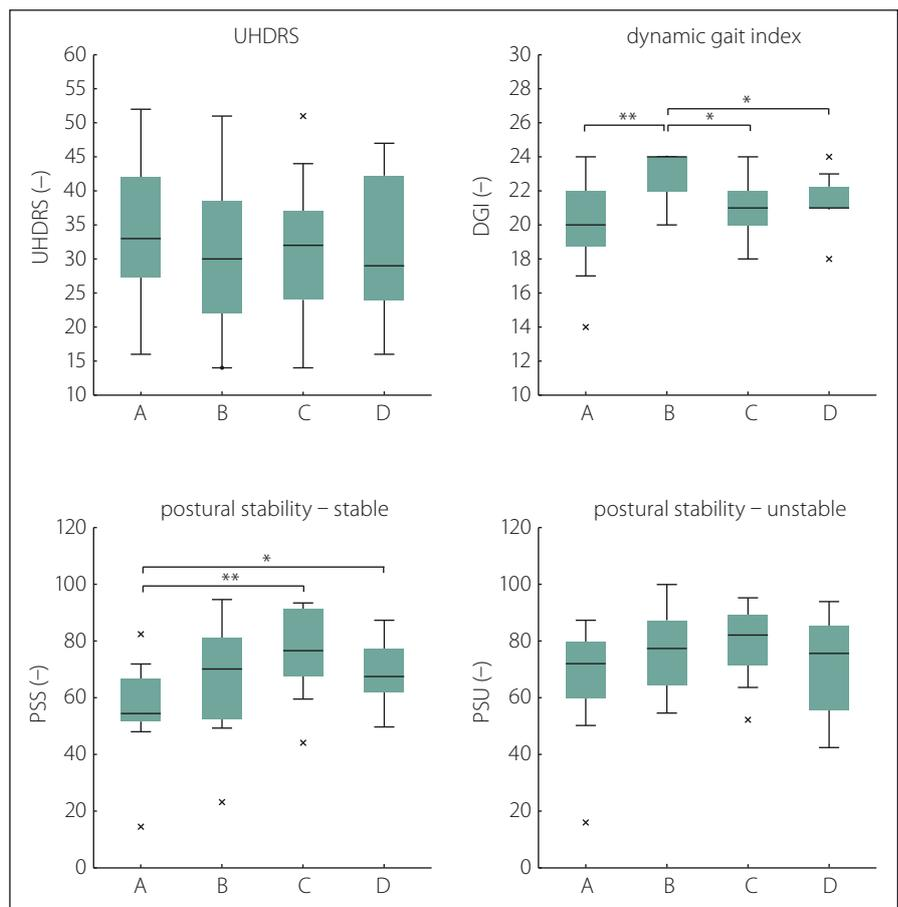 UHDRS
60
55
50
45
40
35
30
25
20
15
10
UHDRS (–)
A B C D
×
dynamic gait index
30
28
26
24
22
20
18
16
14
12
10
DGI (–)
A B C D
** * *
× × ×
postural stability – stable
120
100
80
60
40
20
0
PSS (–)
A B C D
* **
× × × ×
postural stability – unstable
120
100
80
60
40
20
0
PSU (–)
A B C D
× ×